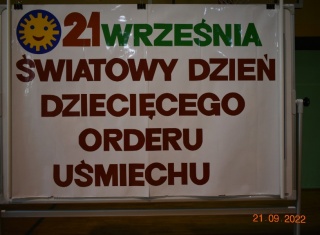 21 WRZEŚNIA
ŚWIATOWY DZIEŃ
DZIECIĘCEGO
ORDERU
UŚMIECHU
21 09 2022